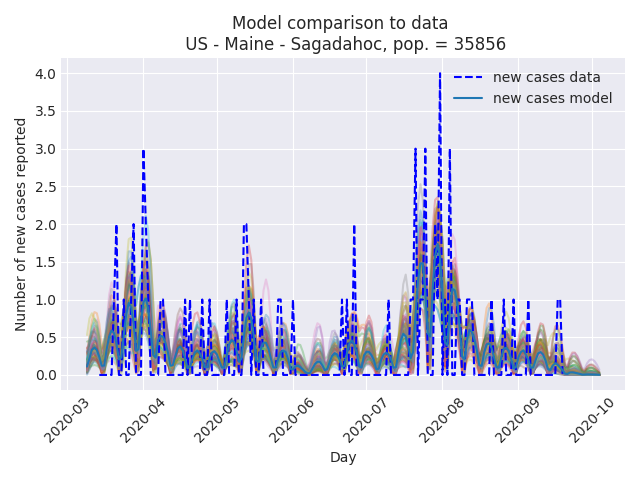 Model comparison to data
US - Maine - Sagadahoc, pop. = 35856
new cases data
new cases model
Number of new cases reported
4.0
3.5
3.0
2.5
2.0
1.5
1.0
0.5
0.0
2020-03
2020-04
2020-05
2020-06
2020-07
2020-08
2020-09
2020-10
Day